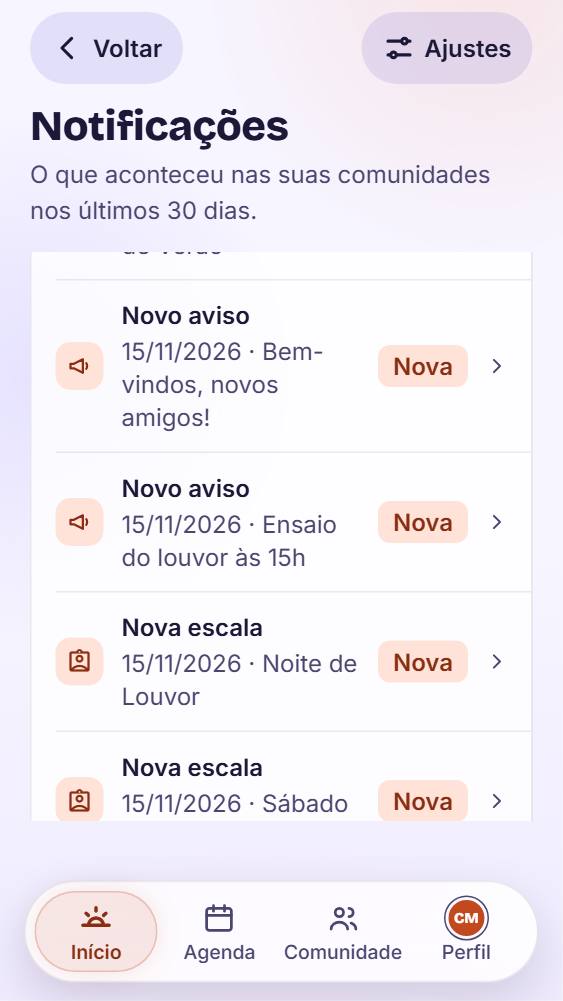 Voltar
Ajustes
Notificações
O que aconteceu nas suas comunidades
nos últimos 30 dias.
Novo aviso
15/11/2026 · Bem-
vindos, novos
amigos!
Nova
Novo aviso
15/11/2026 · Ensaio
do louvor às 15h
Nova
Nova escala
15/11/2026 · Noite de
Louvor
Nova
Nova escala
15/11/2026 · Sábado
Nova
CM
Início
Agenda
Comunidade
Perfil